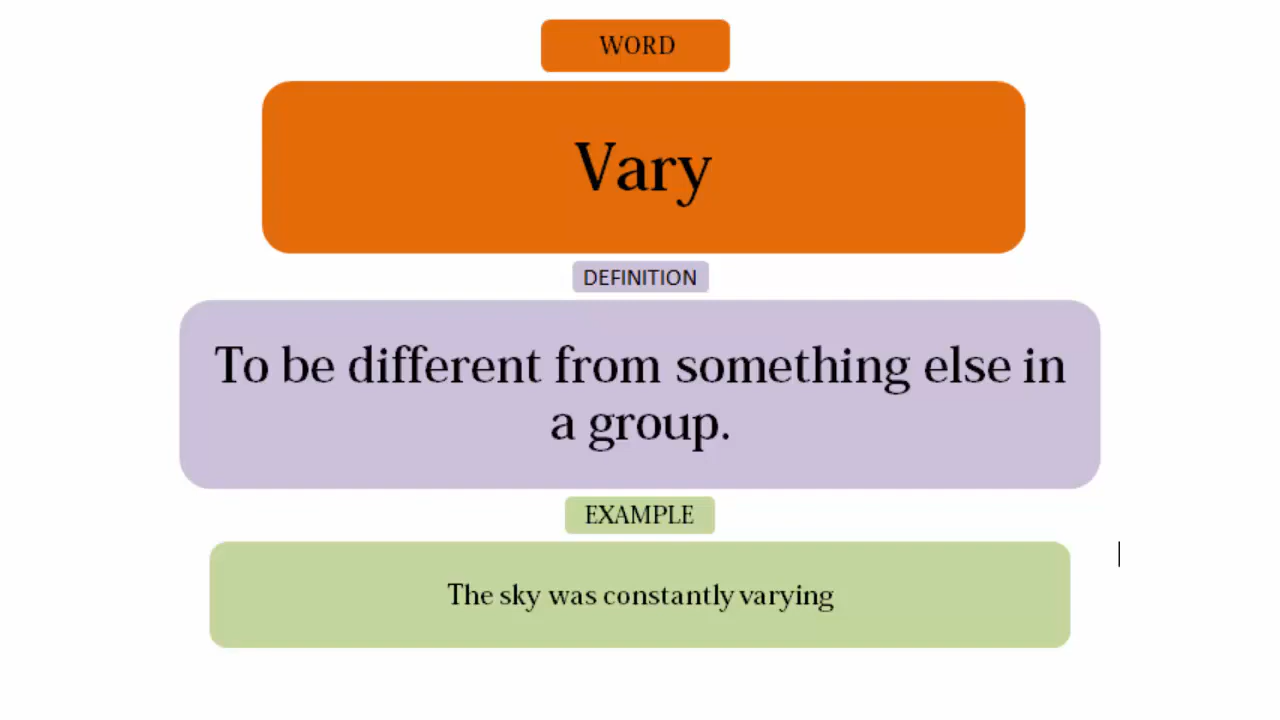 WORD
Vary
DEFINITION
To be different from something else in
a group.
EXAMPLE
The sky was constantly varying